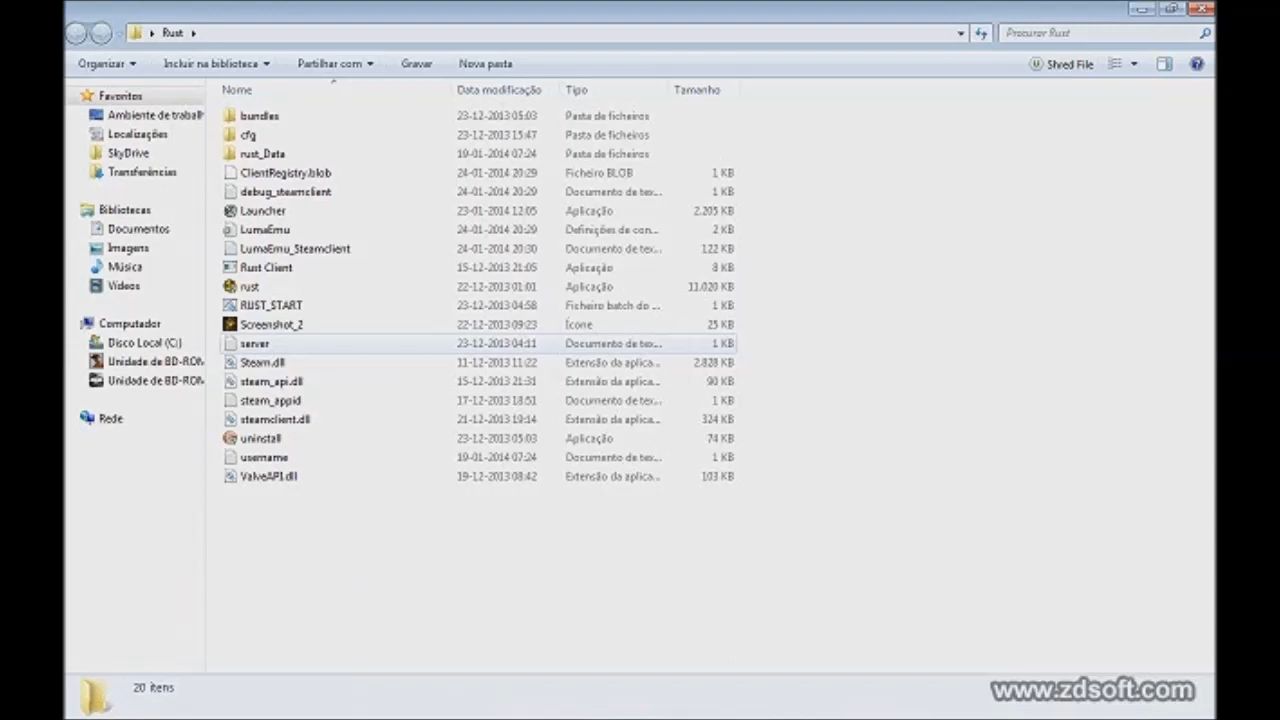 Rust
Procurar Rust
Organizar Incluir na biblioteca Partilhar com Gravar Nova pasta Shred File
Nome Data modificação Tipo Tamanho
Favoritos
Ambiente de trabalh
Localizações
SkyDrive
Transferências
Bibliotecas
Documentos
Imagens
Música
Vídeos
Computador
Disco Local (C:)
Unidade de BD-ROM
Unidade de BD-ROM
Rede
bundles 23-12-2013 05:03 Pasta de ficheiros
cfg 23-12-2013 15:47 Pasta de ficheiros
rust_Data 19-01-2014 07:24 Pasta de ficheiros
ClientRegistry.blob 24-01-2014 20:29 Ficheiro BLOB 1 KB
debug_steamclient 24-01-2014 20:29 Documento de tex... 1 KB
Launcher 23-01-2014 12:05 Aplicação 2.205 KB
LumaEmu 24-01-2014 20:29 Definições de con... 2 KB
LumaEmu_Steamclient 24-01-2014 20:30 Documento de tex... 122 KB
Rust Client 15-12-2013 21:05 Aplicação 8 KB
rust 22-12-2013 01:01 Aplicação 11.020 KB
RUST_START 23-12-2013 04:58 Ficheiro batch do ... 1 KB
Screenshot_2 22-12-2013 09:23 Ícone 25 KB
server 23-12-2013 04:11 Documento de tex... 1 KB
Steam.dll 11-12-2013 11:22 Extensão da aplica... 2.828 KB
steam_api.dll 15-12-2013 21:31 Extensão da aplica... 90 KB
steam_appid 17-12-2013 18:51 Documento de tex... 1 KB
steamclient.dll 21-12-2013 19:14 Extensão da aplica... 324 KB
uninstall 23-12-2013 05:03 Aplicação 74 KB
username 19-01-2014 07:24 Documento de tex... 1 KB
ValveAPI.dll 19-12-2013 08:42 Extensão da aplica... 103 KB
20 itens
www.zdsoft.com